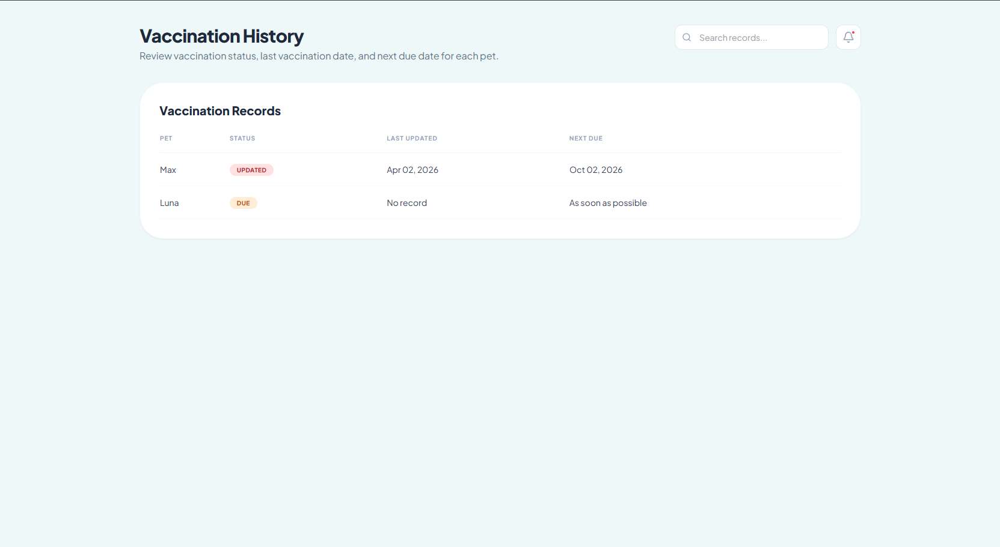 Vaccination History
Search records...
Review vaccination status, last vaccination date, and next due date for each pet.
Vaccination Records
PET STATUS LAST UPDATED NEXT DUE
Max UPDATED Apr 02, 2026 Oct 02, 2026
Luna DUE No record As soon as possible